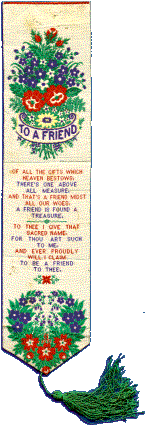 TO A FRIEND
OF ALL THE GIFTS WHICH
HEAVEN BESTOWS,
THERE'S ONE ABOVE
ALL MEASURE,
AND THAT'S A FRIEND MIDST
ALL OUR WOES,
A FRIEND IS FOUND A
TREASURE,
TO THEE I GIVE THAT
SACRED NAME,
FOR THOU ART SUCH
TO ME,
AND EVER PROUDLY
WILL I CLAIM
TO BE A FRIEND
TO THEE.